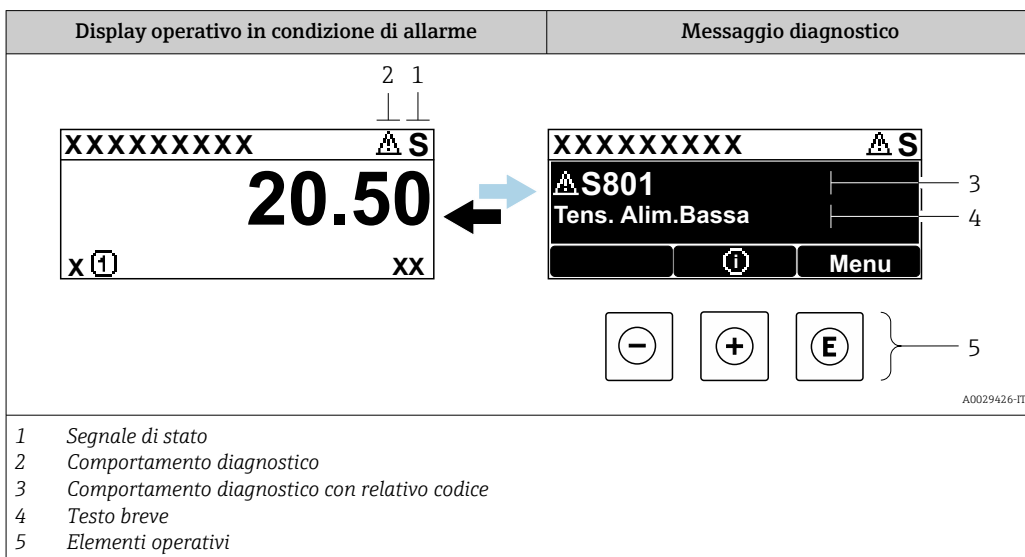 Display operativo in condizione di allarme
Messaggio diagnostico
2 1
XXXXXXXXX ⚠ S
20.50
X ① XX
XXXXXXXXX ⚠ S
⚠S801
Tens. Alim.Bassa
ⓘ Menu
3
4
− + E
5
A0029426-IT
1 Segnale di stato
2 Comportamento diagnostico
3 Comportamento diagnostico con relativo codice
4 Testo breve
5 Elementi operativi